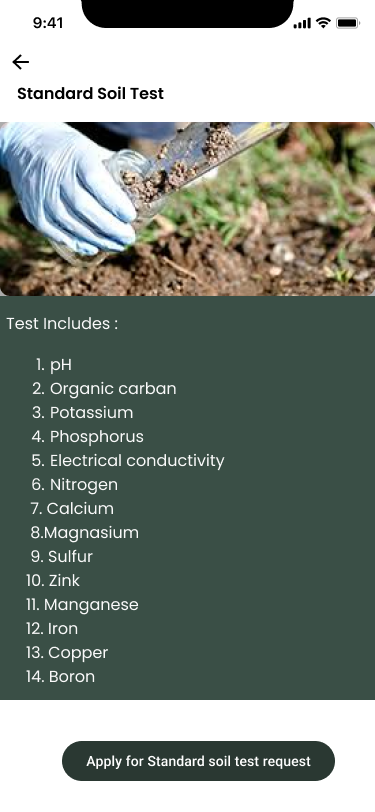 9:41
Standard Soil Test
Test Includes :
1. pH
2. Organic carban
3. Potassium
4. Phosphorus
5. Electrical conductivity
6. Nitrogen
7. Calcium
8.Magnasium
9. Sulfur
10. Zink
11. Manganese
12. Iron
13. Copper
14. Boron
Apply for Standard soil test request